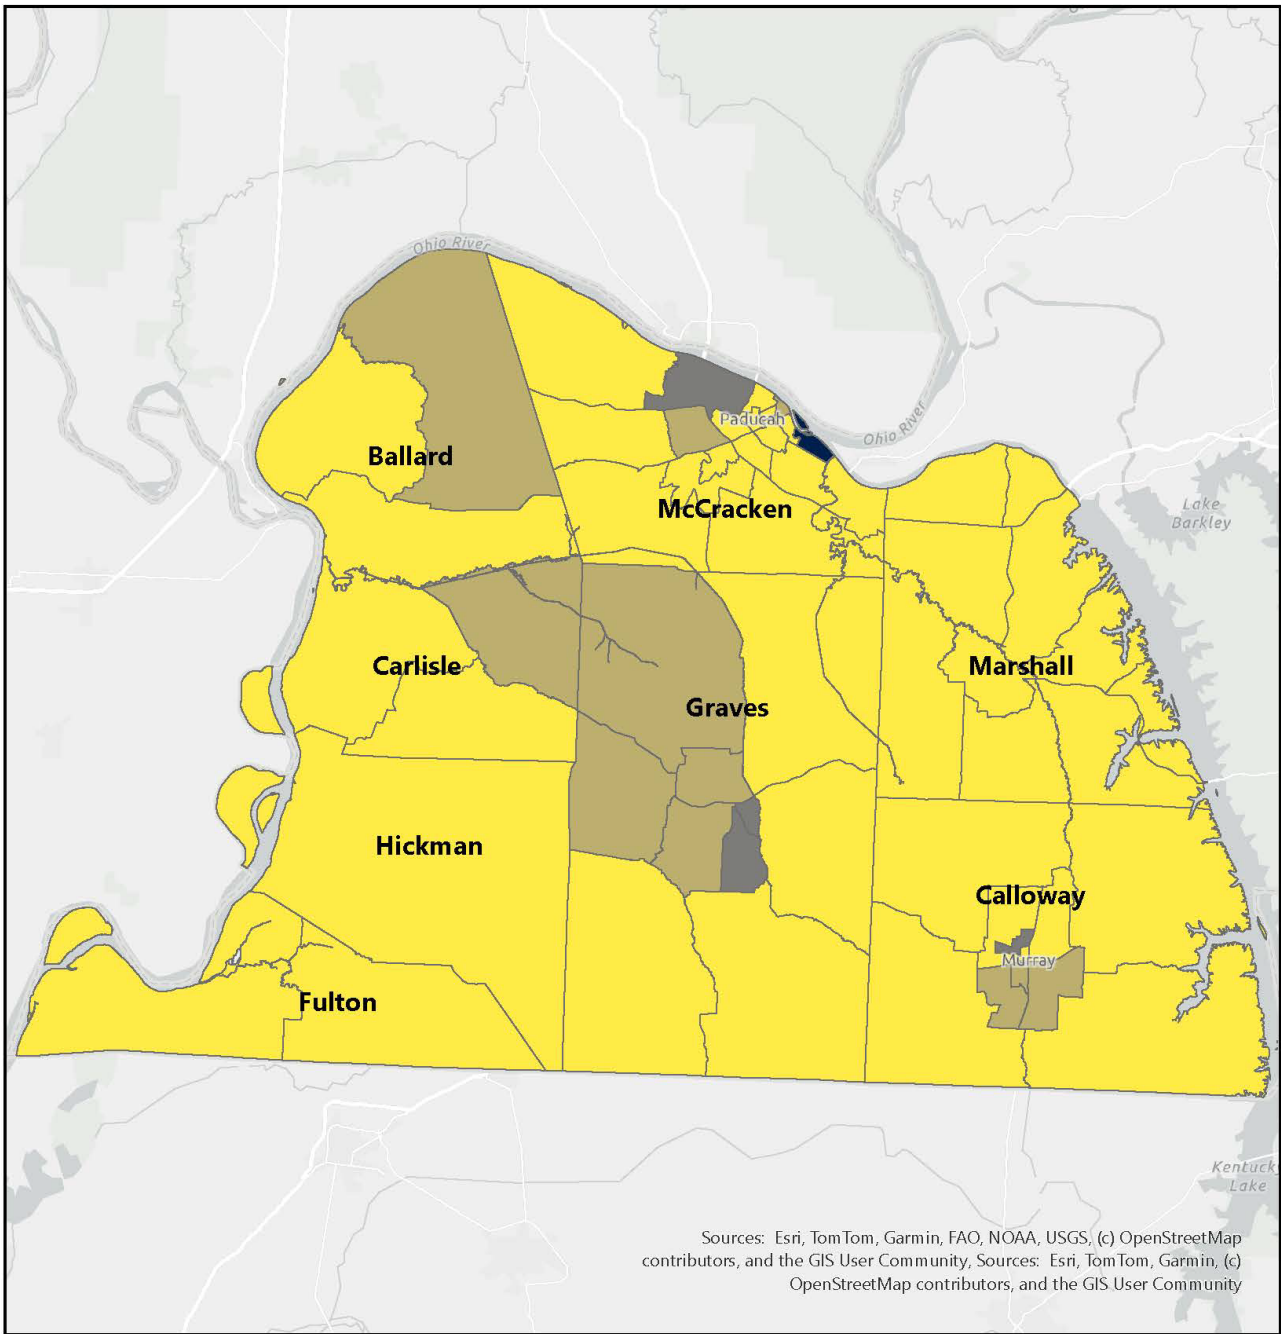 Ohio River
Paducah
Ohio River
Ballard
McCracken
Lake
Barkley
Carlisle
Marshall
Graves
Hickman
Calloway
Murray
Fulton
Kentucky
Lake
Sources: Esri, TomTom, Garmin, FAO, NOAA, USGS, (c) OpenStreetMap
contributors, and the GIS User Community, Sources: Esri, TomTom, Garmin, (c)
OpenStreetMap contributors, and the GIS User Community